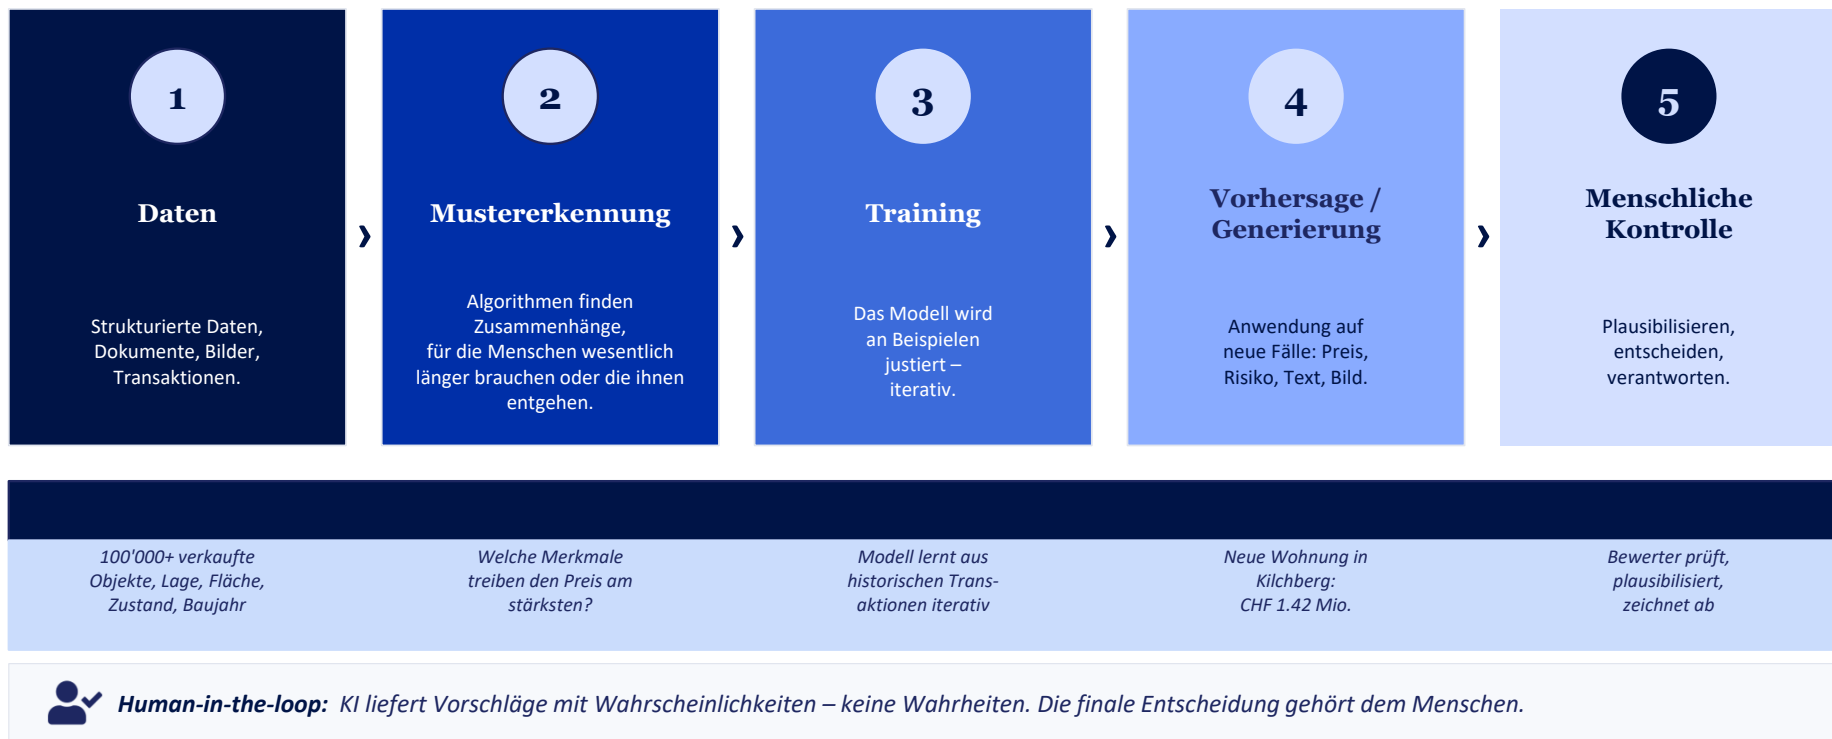 1
Daten
Strukturierte Daten,
Dokumente, Bilder,
Transaktionen.
›
2
Mustererkennung
Algorithmen finden
Zusammenhänge,
für die Menschen wesentlich
länger brauchen oder die ihnen
entgehen.
›
3
Training
Das Modell wird
an Beispielen
justiert –
iterativ.
›
4
Vorhersage /
Generierung
Anwendung auf
neue Fälle: Preis,
Risiko, Text, Bild.
›
5
Menschliche
Kontrolle
Plausibilisieren,
entscheiden,
verantworten.
100'000+ verkaufte
Objekte, Lage, Fläche,
Zustand, Baujahr
Welche Merkmale
treiben den Preis am
stärksten?
Modell lernt aus
historischen Trans-
aktionen iterativ
Neue Wohnung in
Kilchberg:
CHF 1.42 Mio.
Bewerter prüft,
plausibilisiert,
zeichnet ab
Human-in-the-loop: KI liefert Vorschläge mit Wahrscheinlichkeiten – keine Wahrheiten. Die finale Entscheidung gehört dem Menschen.